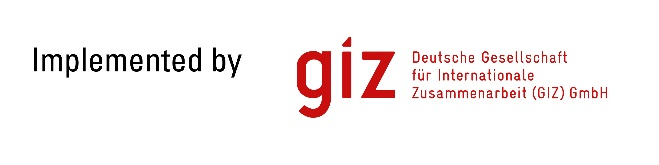 Implemented by
giz
Deutsche Gesellschaft
für Internationale
Zusammenarbeit (GIZ) GmbH